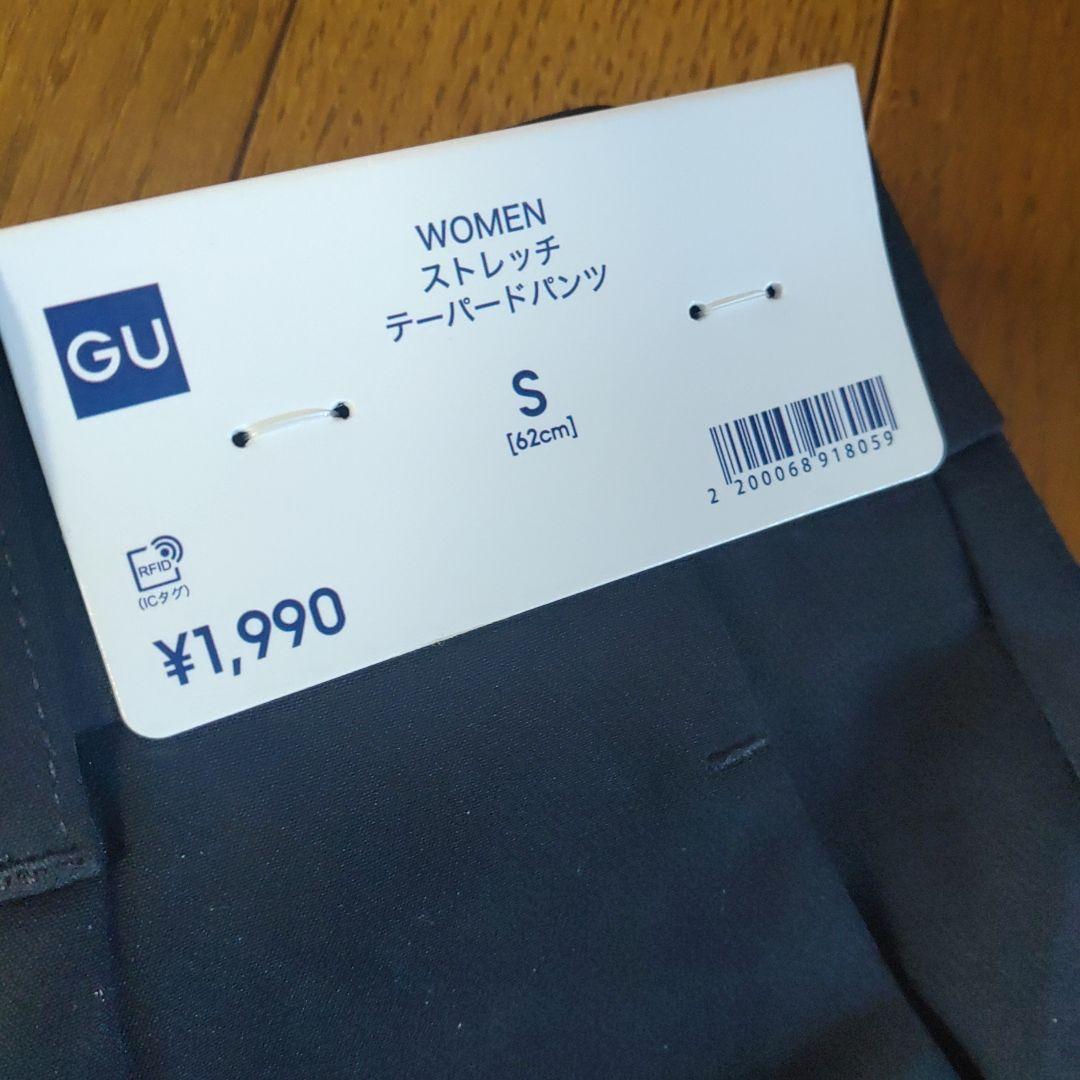 WOMEN
ストレッチ
テーパードパンツ
GU
S
[62cm]
2 200068 918059
RFID
(ICタグ)
¥1,990